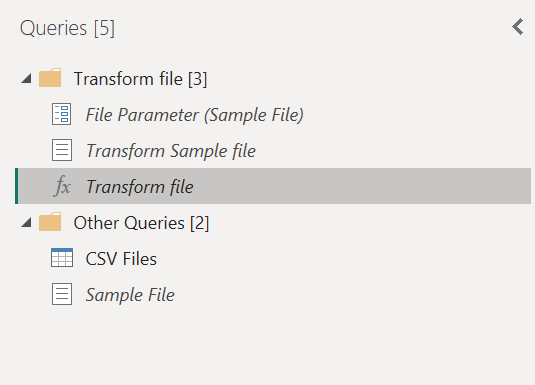 Queries [5]
Transform file [3]
File Parameter (Sample File)
Transform Sample file
fx Transform file
Other Queries [2]
CSV Files
Sample File